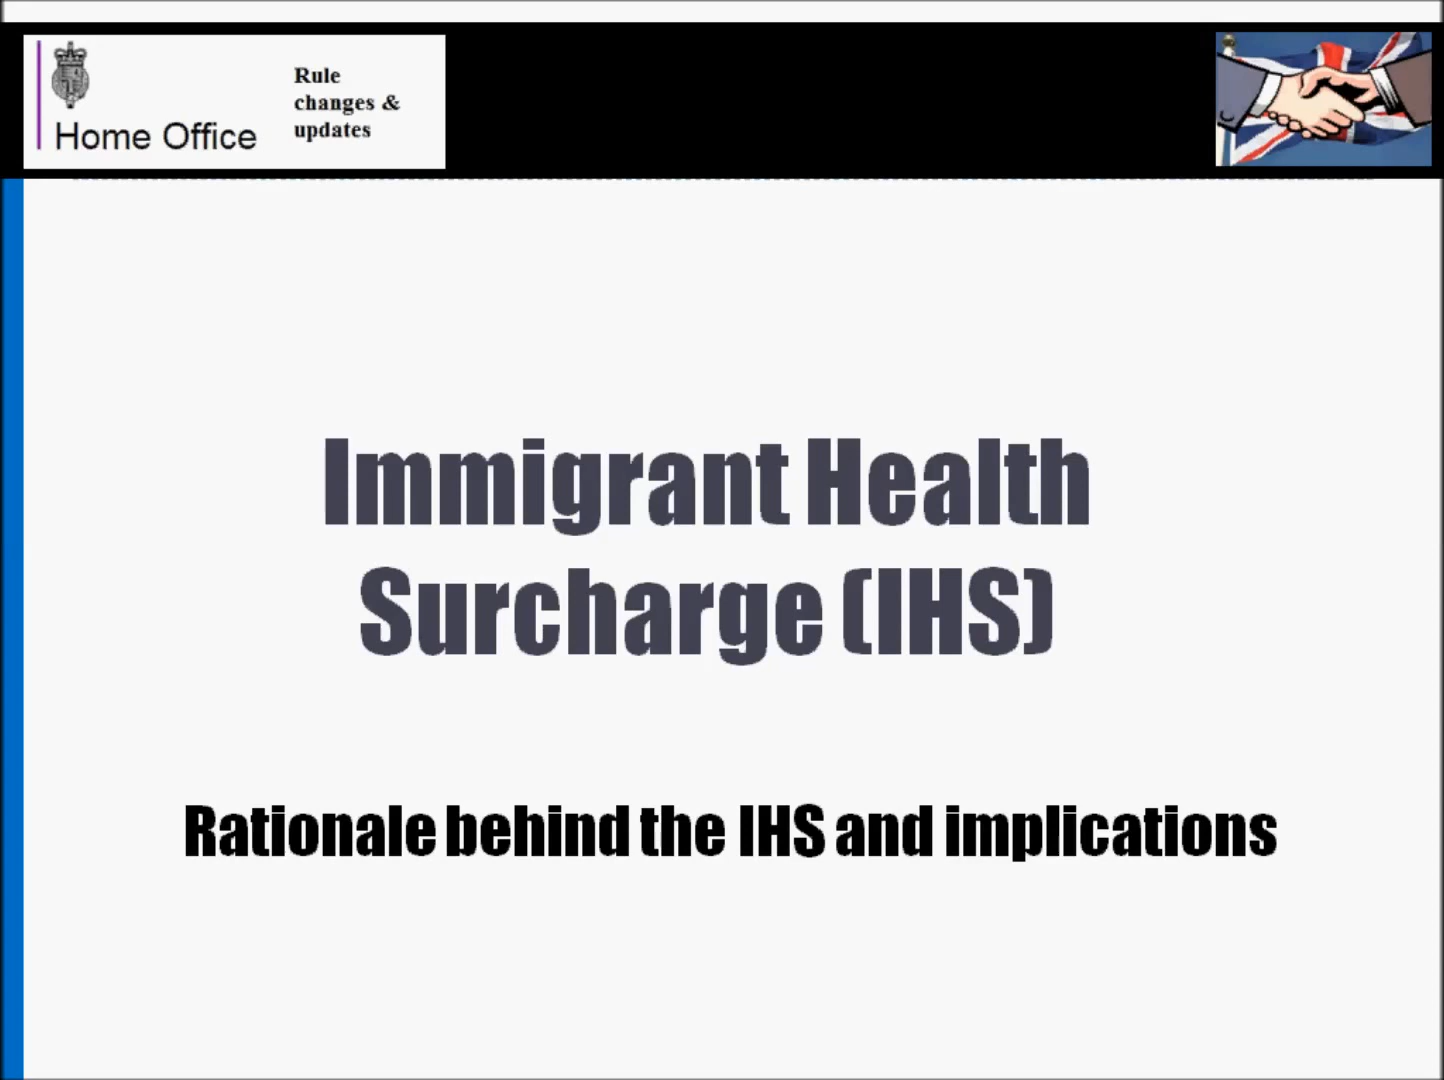 Home Office
Rule
changes &
updates
Immigrant Health
Surcharge (IHS)
Rationale behind the IHS and implications